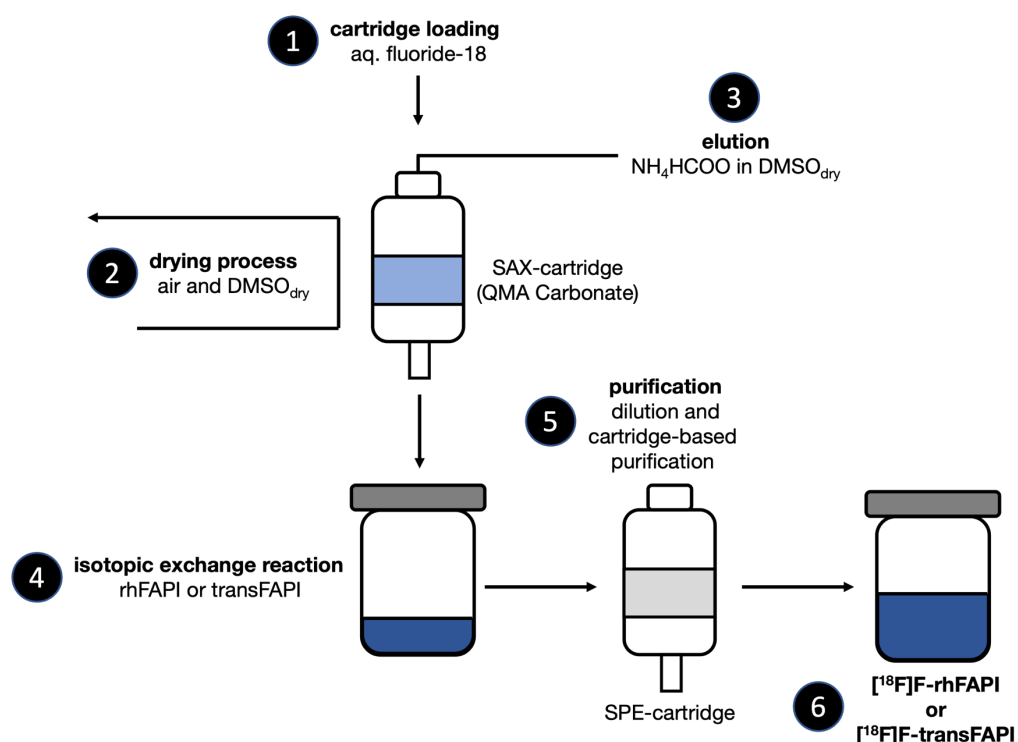 1
cartridge loading
aq. fluoride-18
3
elution
NH₄HCOO in DMSO_dry
2
drying process
air and DMSO_dry
SAX-cartridge
(QMA Carbonate)
5
purification
dilution and
cartridge-based
purification
4
isotopic exchange reaction
rhFAPI or transFAPI
SPE-cartridge
6
[¹⁸F]F-rhFAPI
or
[¹⁸F]F-transFAPI